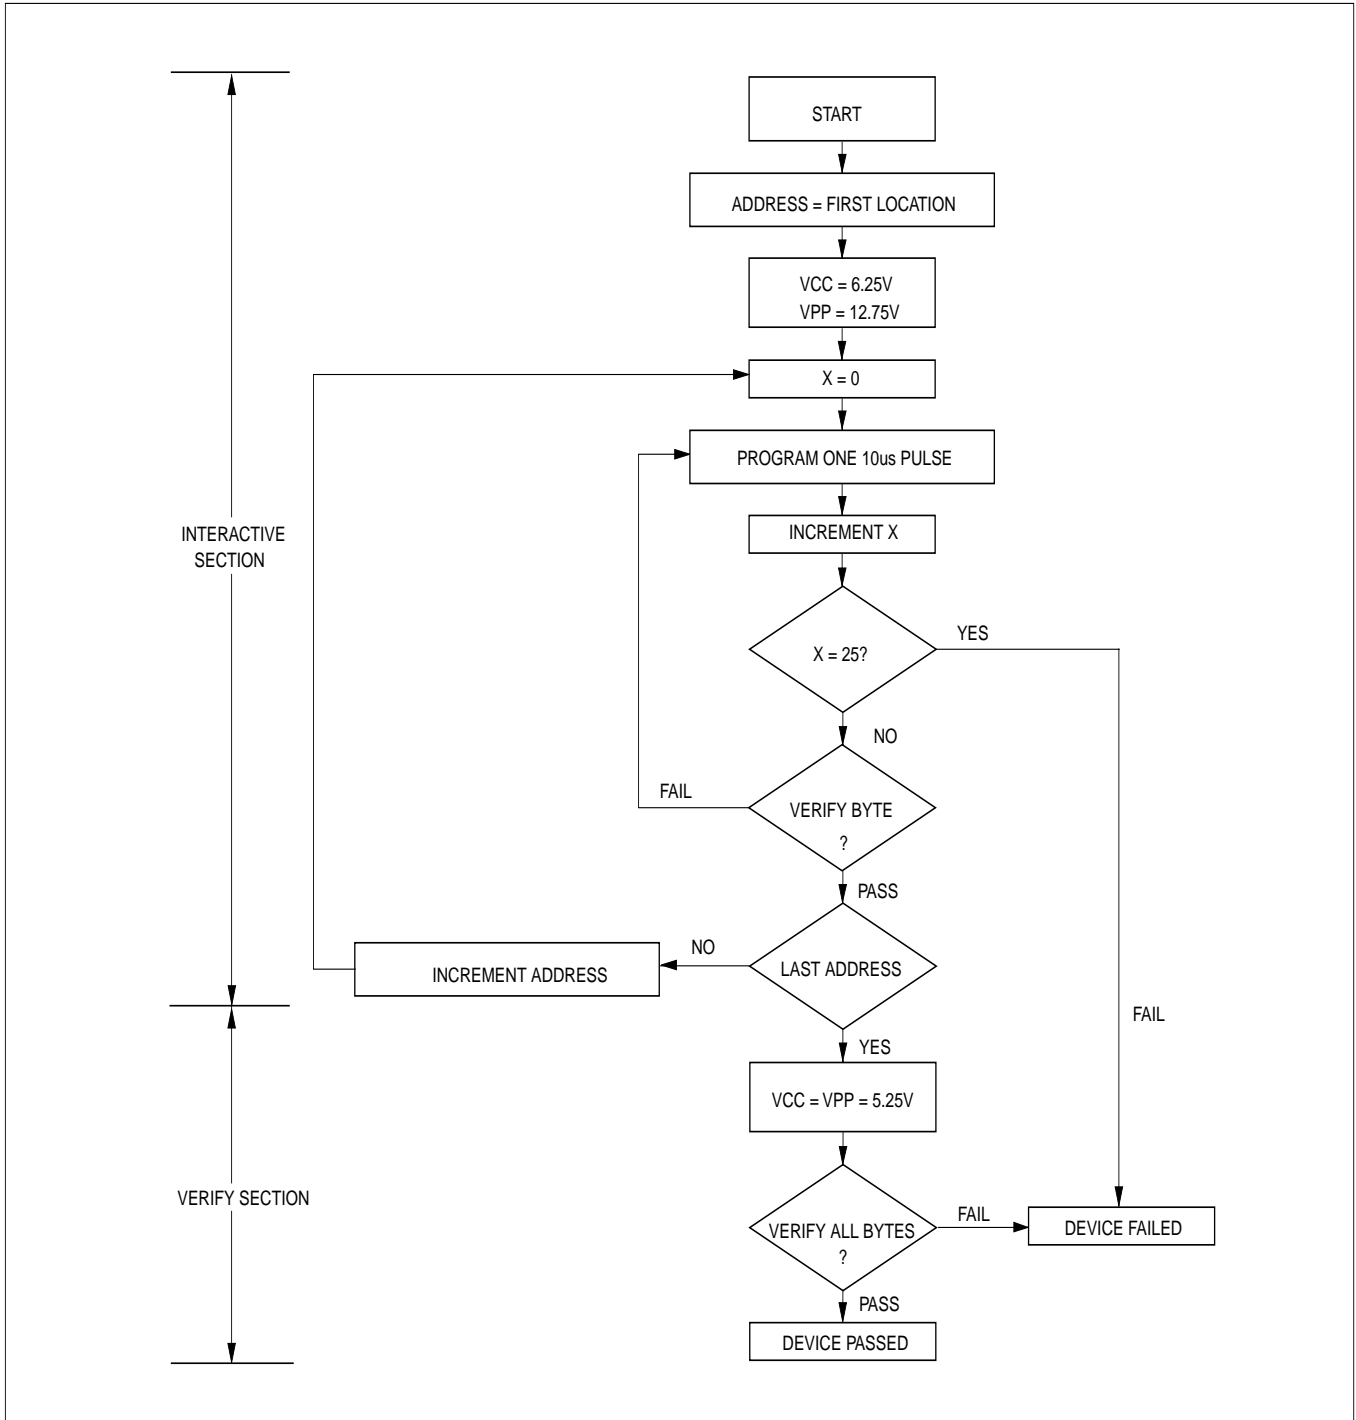 START
ADDRESS = FIRST LOCATION
VCC = 6.25V
VPP = 12.75V
X = 0
PROGRAM ONE 10us PULSE
INTERACTIVE
SECTION
INCREMENT X
X = 25?
YES
NO
FAIL
VERIFY BYTE
?
PASS
NO
LAST ADDRESS
INCREMENT ADDRESS
FAIL
YES
VCC = VPP = 5.25V
VERIFY SECTION
VERIFY ALL BYTES
?
FAIL
DEVICE FAILED
PASS
DEVICE PASSED